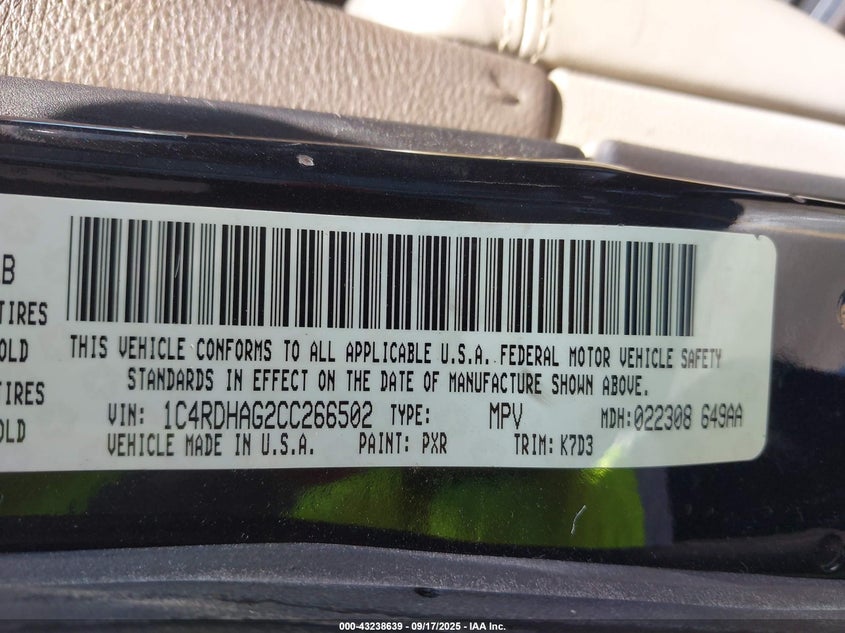 B
TIRES
THIS VEHICLE CONFORMS TO ALL APPLICABLE U.S.A. FEDERAL MOTOR VEHICLE SAFETY
OLD
STANDARDS IN EFFECT ON THE DATE OF MANUFACTURE SHOWN ABOVE.
TIRES
VIN: 1C4RDHAG2CC266502 TYPE: MPV MDH:022308 649AA
OLD
VEHICLE MADE IN U.S.A. PAINT: PXR TRIM: K7D3
000-43238639 - 09/17/2025 - IAA Inc.